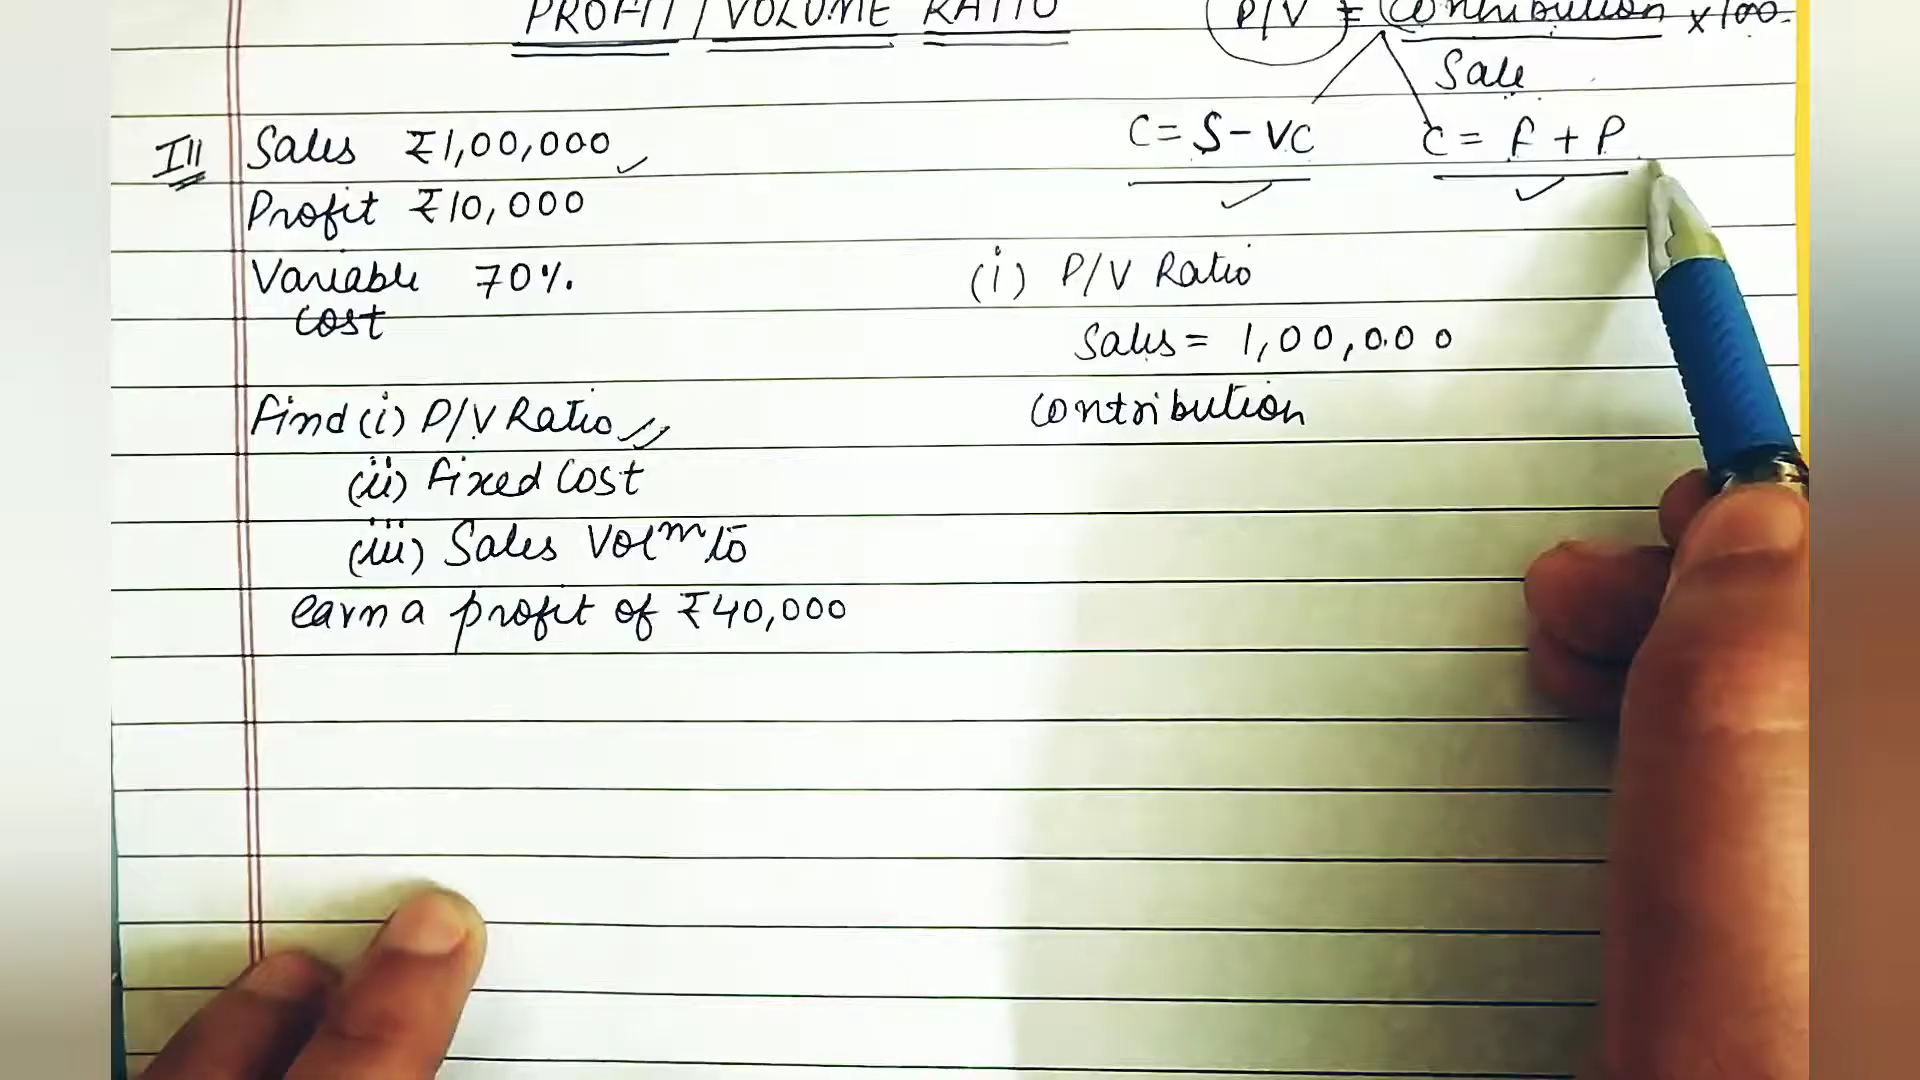 PROFIT / VOLUME RATIO
P/V = Contribution x 100
Sale
C = S - VC
C = F + P
III Sales ₹1,00,000
Profit ₹10,000
Variable 70%
cost
Find (i) P/V Ratio
(ii) Fixed Cost
(iii) Sales Volm to
earn a profit of ₹40,000
(i) P/V Ratio
Sales = 1,00,000
Contribution